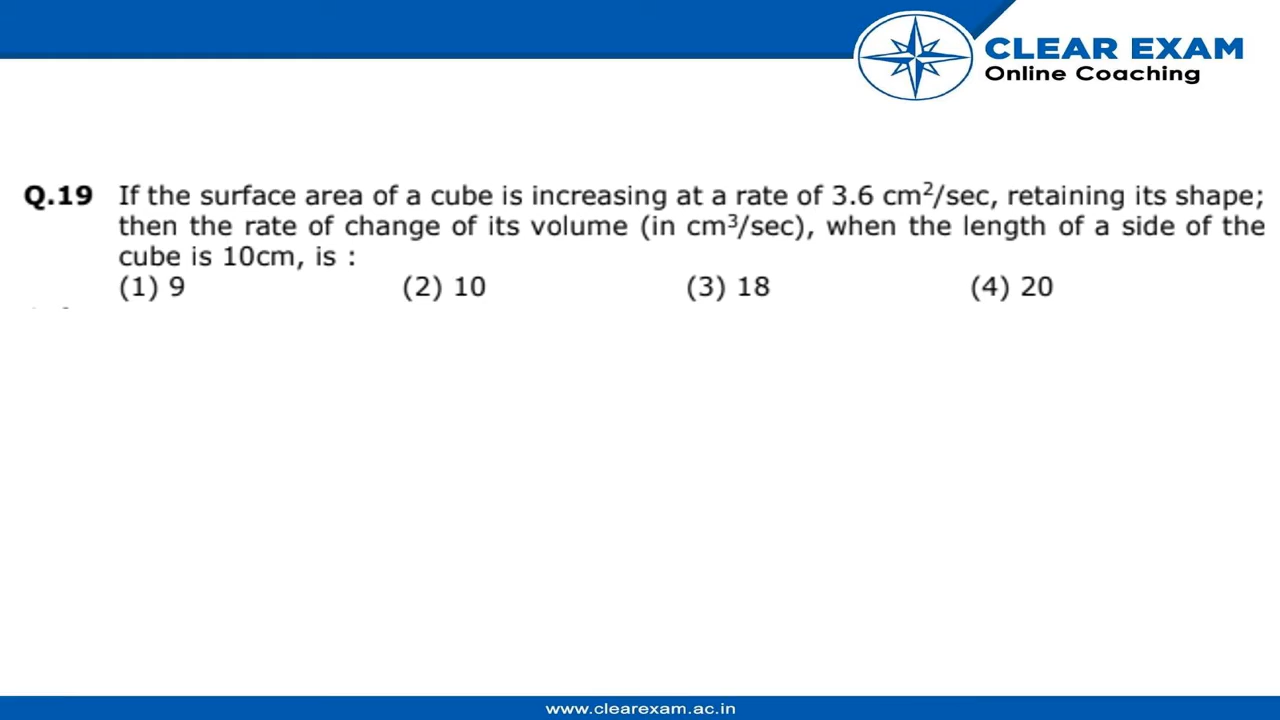 CLEAR EXAM
Online Coaching
Q.19 If the surface area of a cube is increasing at a rate of 3.6 cm²/sec, retaining its shape;
then the rate of change of its volume (in cm³/sec), when the length of a side of the
cube is 10cm, is :
(1) 9 (2) 10 (3) 18 (4) 20
www.clearexam.ac.in